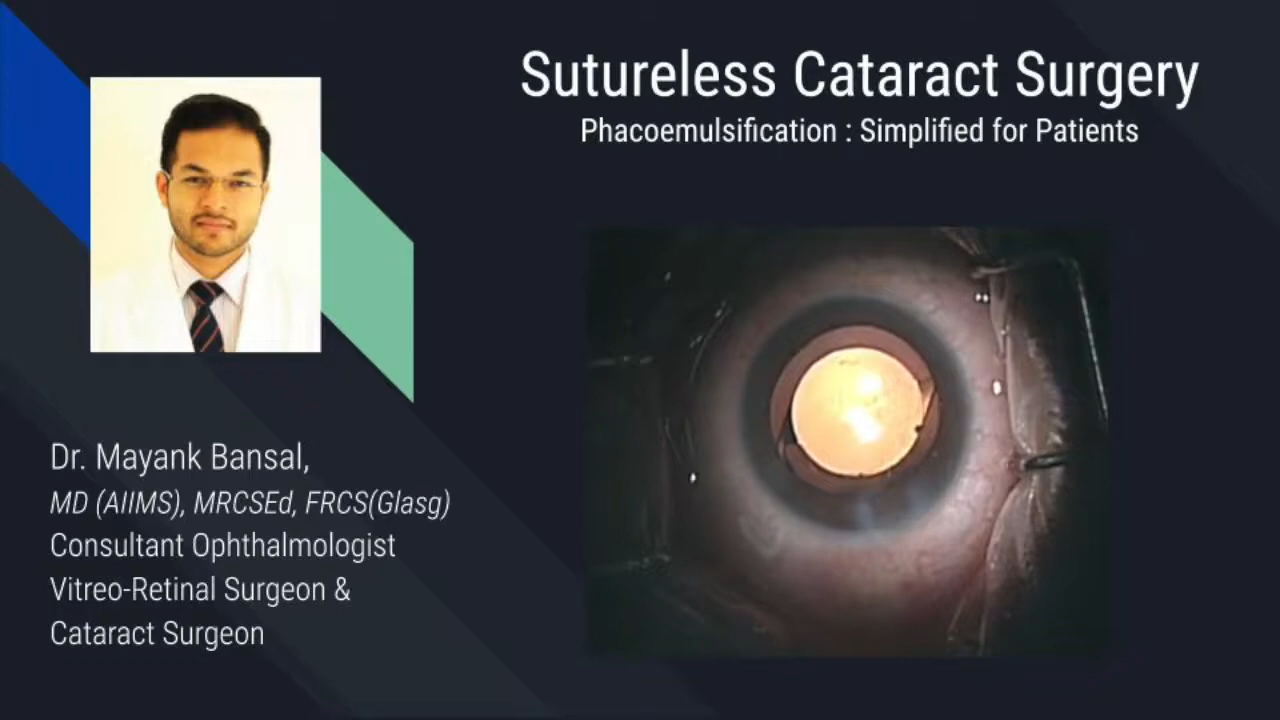 Sutureless Cataract Surgery
Phacoemulsification : Simplified for Patients
Dr. Mayank Bansal,
MD (AIIMS), MRCSEd, FRCS(Glasg)
Consultant Ophthalmologist
Vitreo-Retinal Surgeon &
Cataract Surgeon